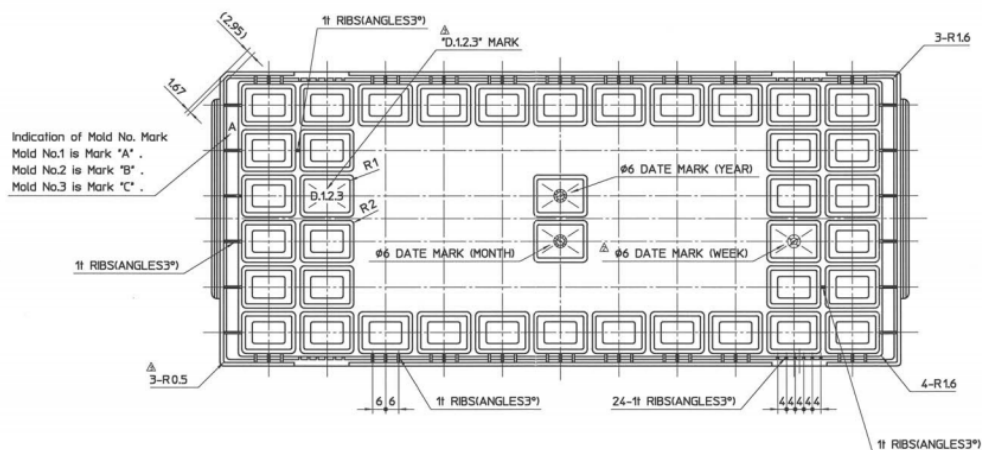 1t RIBS(ANGLES3°)
"D.1.2.3" MARK
(2.95)
1.67
3-R1.6
A
Indication of Mold No. Mark
Mold No.1 is Mark "A" .
Mold No.2 is Mark "B" .
Mold No.3 is Mark "C" .
R1
D.1.2.3
R2
ø6 DATE MARK (YEAR)
ø6 DATE MARK (MONTH)
ø6 DATE MARK (WEEK)
1t RIBS(ANGLES3°)
3-R0.5
6 6
1t RIBS(ANGLES3°)
24-1t RIBS(ANGLES3°)
4 4 4 4 4
4-R1.6
1t RIBS(ANGLES3°)